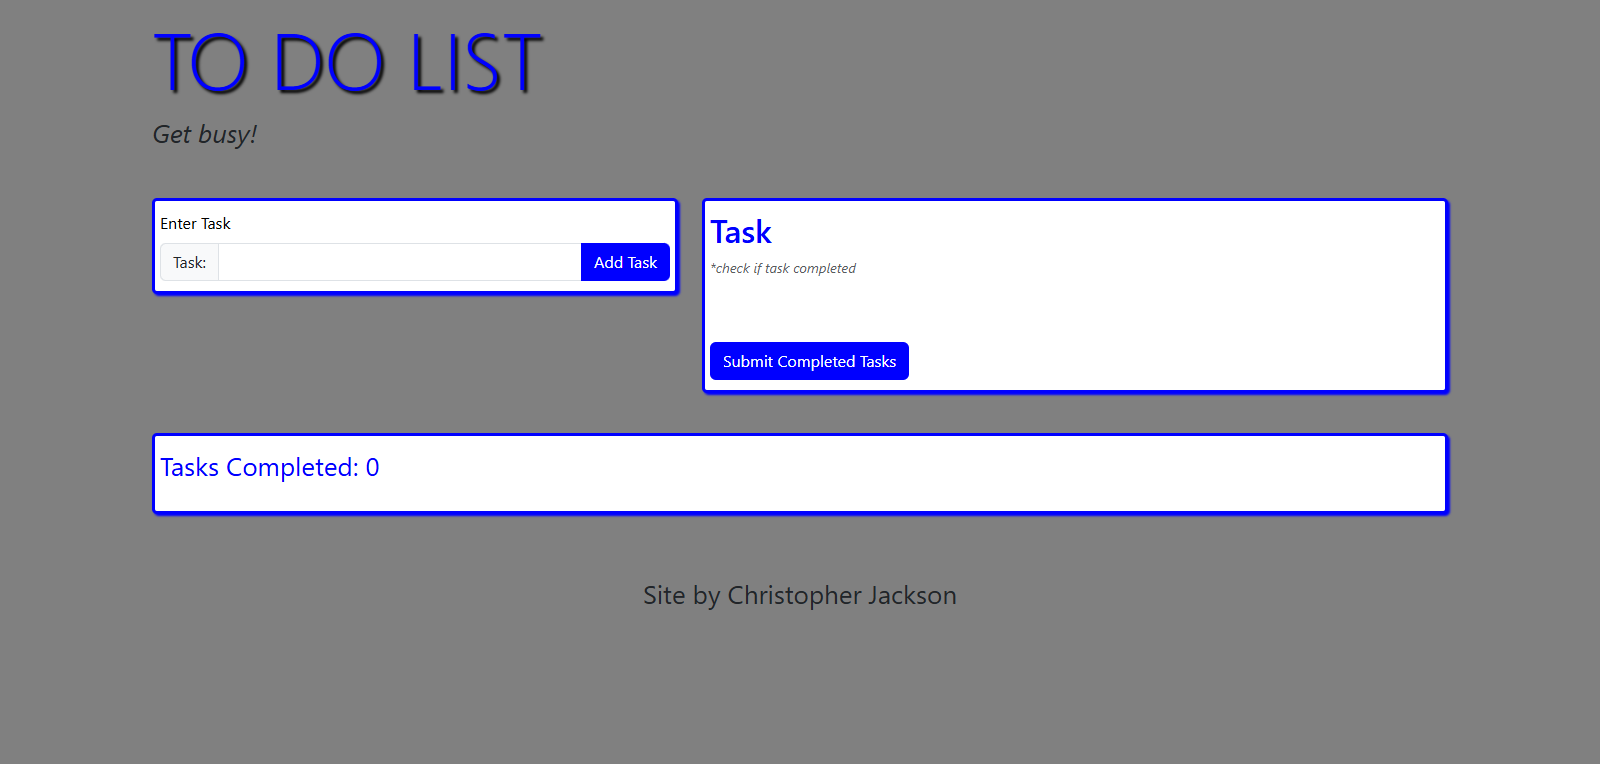 TO DO LIST
Get busy!
Enter Task
Task:
Add Task
Task
*check if task completed
Submit Completed Tasks
Tasks Completed: 0
Site by Christopher Jackson